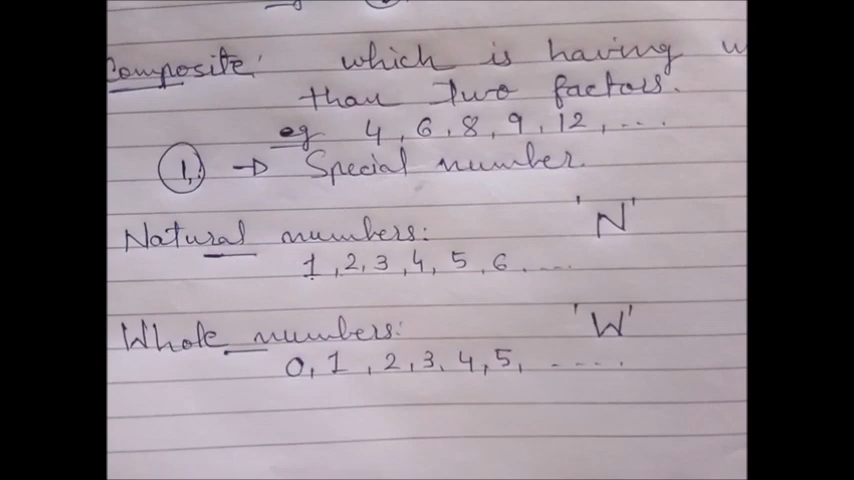 Composite: which is having
than Two factors.
eg 4, 6, 8, 9, 12, ....
1, → Special number.
Natural numbers: 'N'
1, 2, 3, 4, 5, 6, ....
Whole numbers: 'W'
0, 1, 2, 3, 4, 5, .....